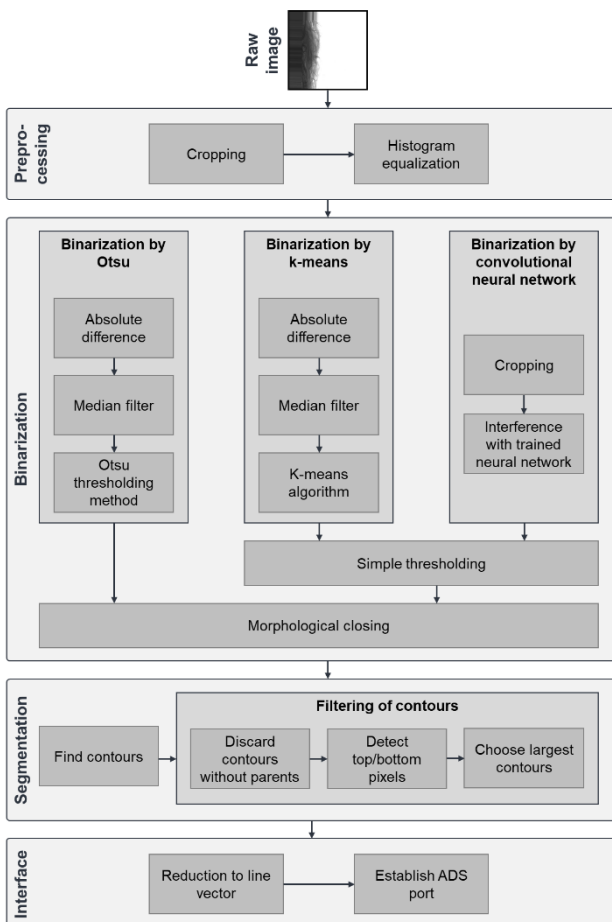 Raw
image
Prepro-
cessing
Cropping
Histogram
equalization
Binarization
Binarization by
Otsu
Absolute
difference
Median filter
Otsu
thresholding
method
Binarization by
k-means
Absolute
difference
Median filter
K-means
algorithm
Binarization by
convolutional
neural network
Cropping
Interference
with trained
neural network
Simple thresholding
Morphological closing
Segmentation
Find contours
Filtering of contours
Discard
contours
without parents
Detect
top/bottom
pixels
Choose largest
contours
Interface
Reduction to line
vector
Establish ADS
port